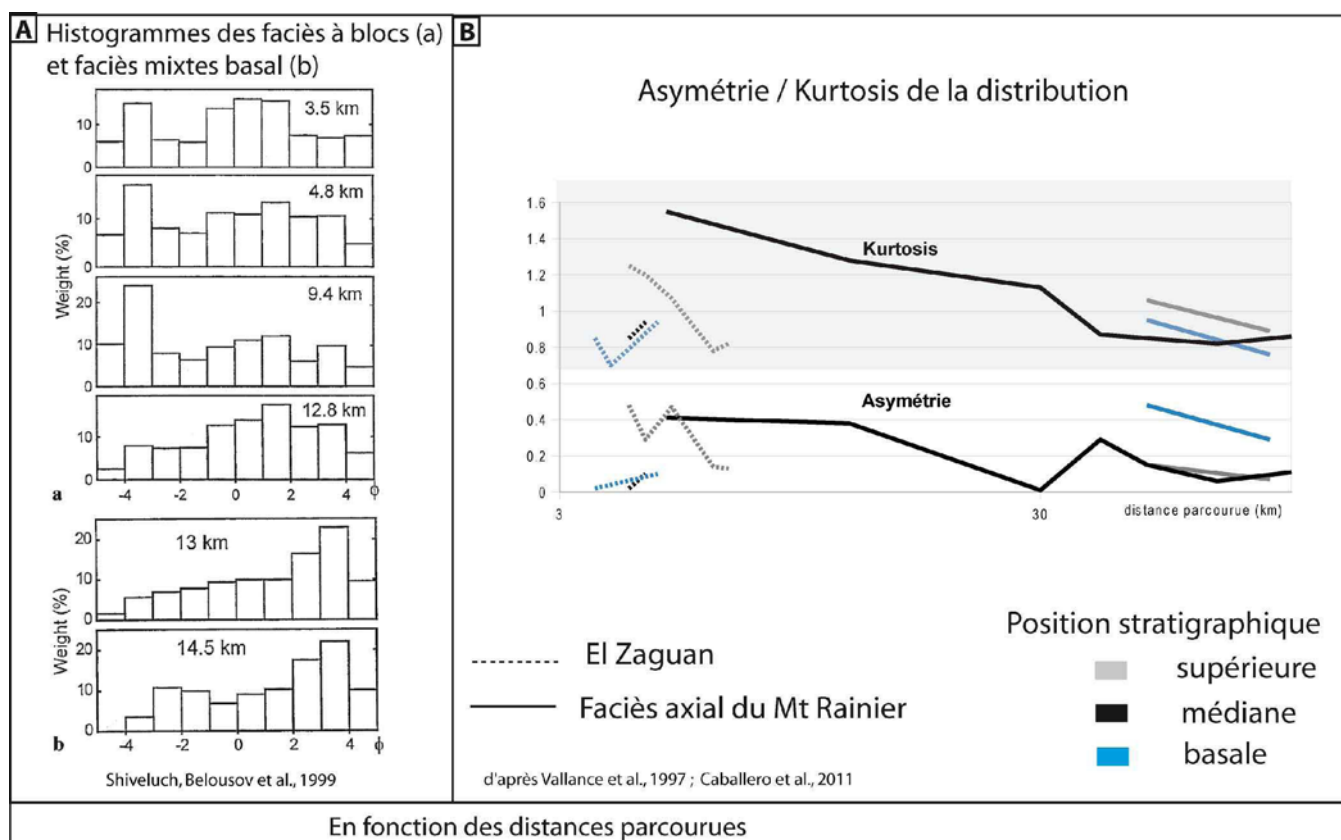 A Histogrammes des faciès à blocs (a)
et faciès mixtes basal (b)
3.5 km
10
0
4.8 km
10
0
Weight (%)
9.4 km
20
10
0
12.8 km
10
0
a -4 -2 0 2 4 ϕ
13 km
20
10
0
Weight (%)
14.5 km
20
10
0
b -4 -2 0 2 4 ϕ
Shiveluch, Belousov et al., 1999
B
Asymétrie / Kurtosis de la distribution
1.6
1.4
Kurtosis
1.2
1
0.8
0.6
Asymétrie
0.4
0.2
0
3 30 distance parcourue (km)
El Zaguan
Faciès axial du Mt Rainier
Position stratigraphique
supérieure
médiane
basale
d'après Vallance et al., 1997 ; Caballero et al., 2011
En fonction des distances parcourues